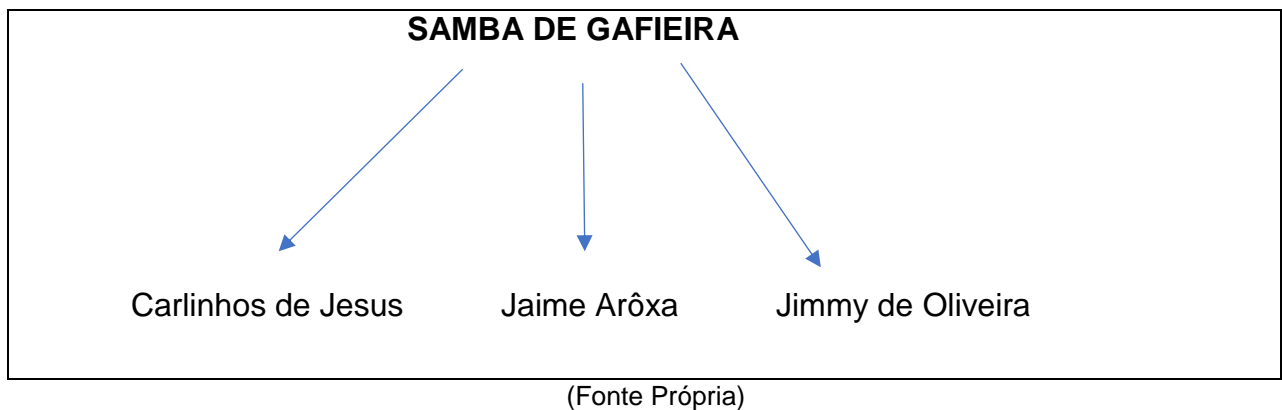 SAMBA DE GAFIEIRA
Carlinhos de Jesus Jaime Arôxa Jimmy de Oliveira
(Fonte Própria)